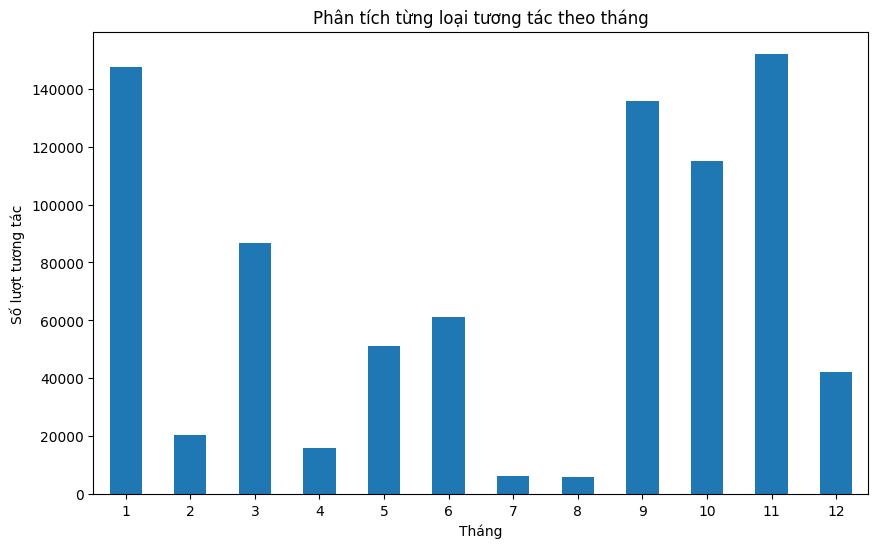 Phân tích từng loại tương tác theo tháng
Số lượt tương tác
140000
120000
100000
80000
60000
40000
20000
0
1 2 3 4 5 6 7 8 9 10 11 12
Tháng